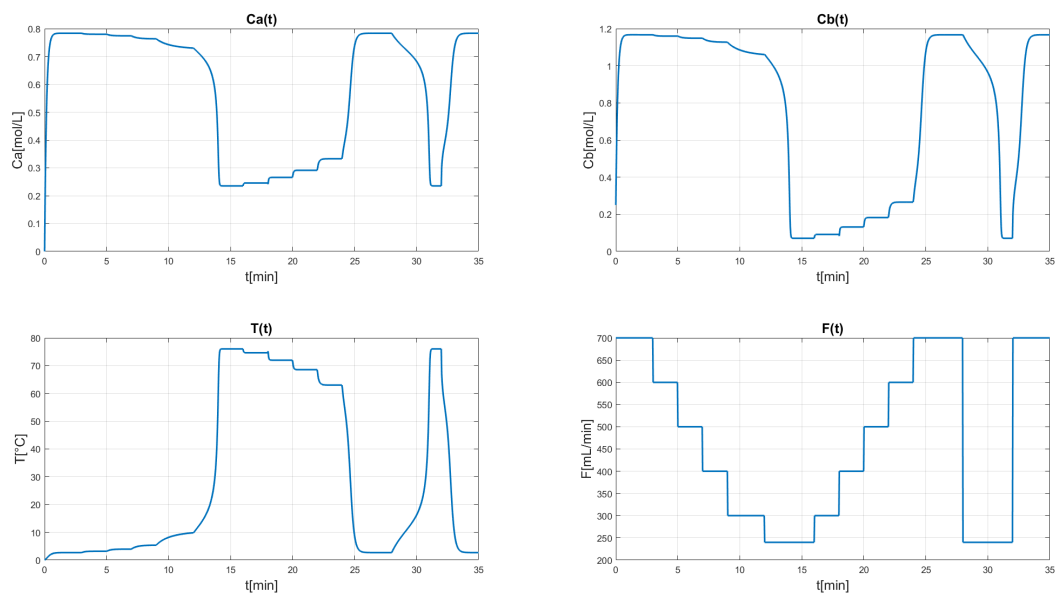 Ca(t)
Ca[mol/L]
0.8
0.7
0.6
0.5
0.4
0.3
0.2
0.1
0
0 5 10 15 20 25 30 35
t[min]
Cb(t)
Cb[mol/L]
1.2
1
0.8
0.6
0.4
0.2
0
0 5 10 15 20 25 30 35
t[min]
T(t)
T[°C]
80
70
60
50
40
30
20
10
0
0 5 10 15 20 25 30 35
t[min]
F(t)
F[mL/min]
700
650
600
550
500
450
400
350
300
250
200
0 5 10 15 20 25 30 35
t[min]